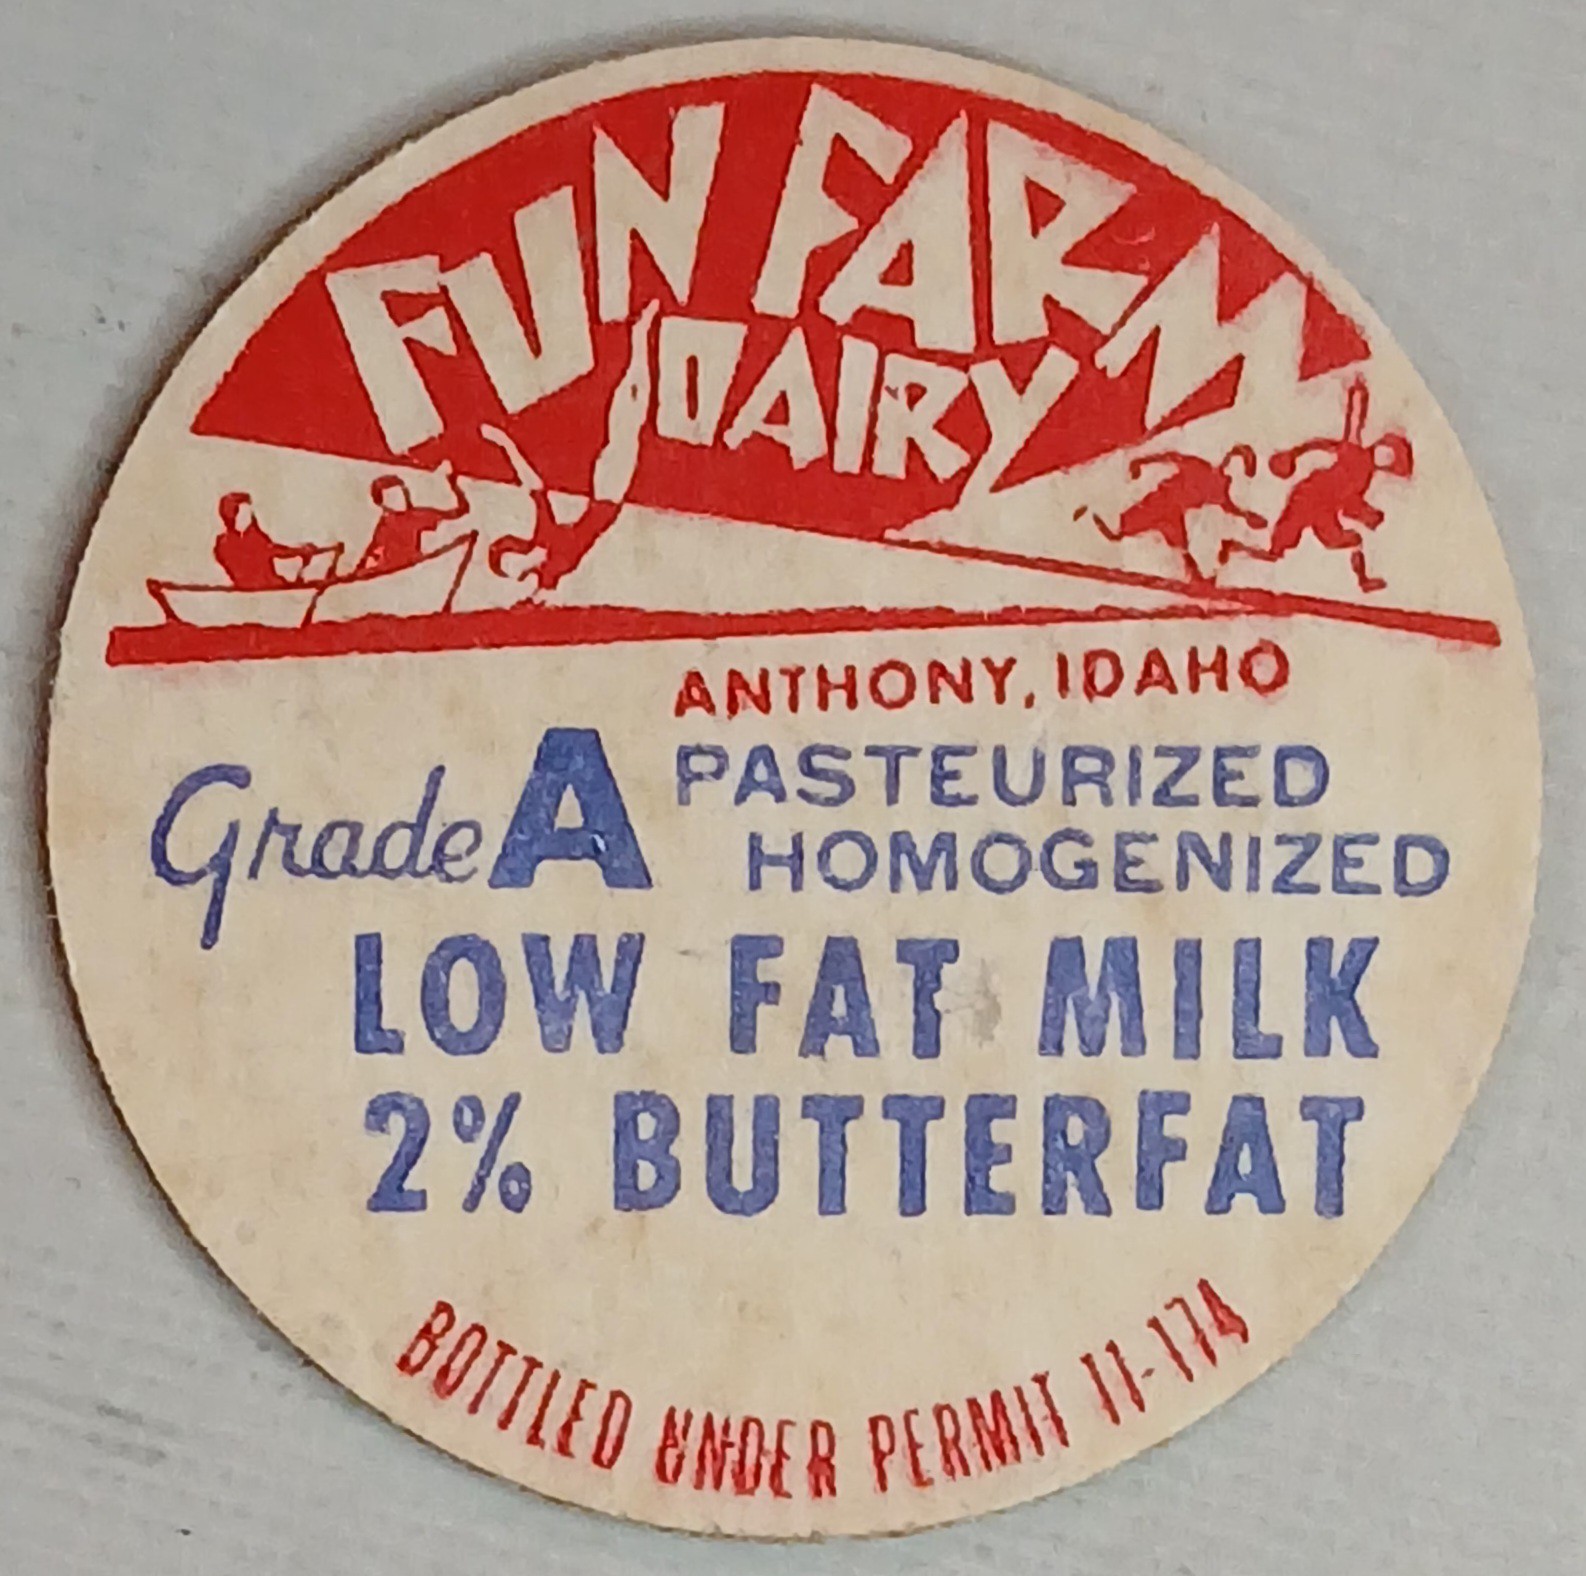 FUN FARM
DAIRY
ANTHONY, IDAHO
Grade A PASTEURIZED
HOMOGENIZED
LOW FAT MILK
2% BUTTERFAT
BOTTLED UNDER PERMIT 11-174